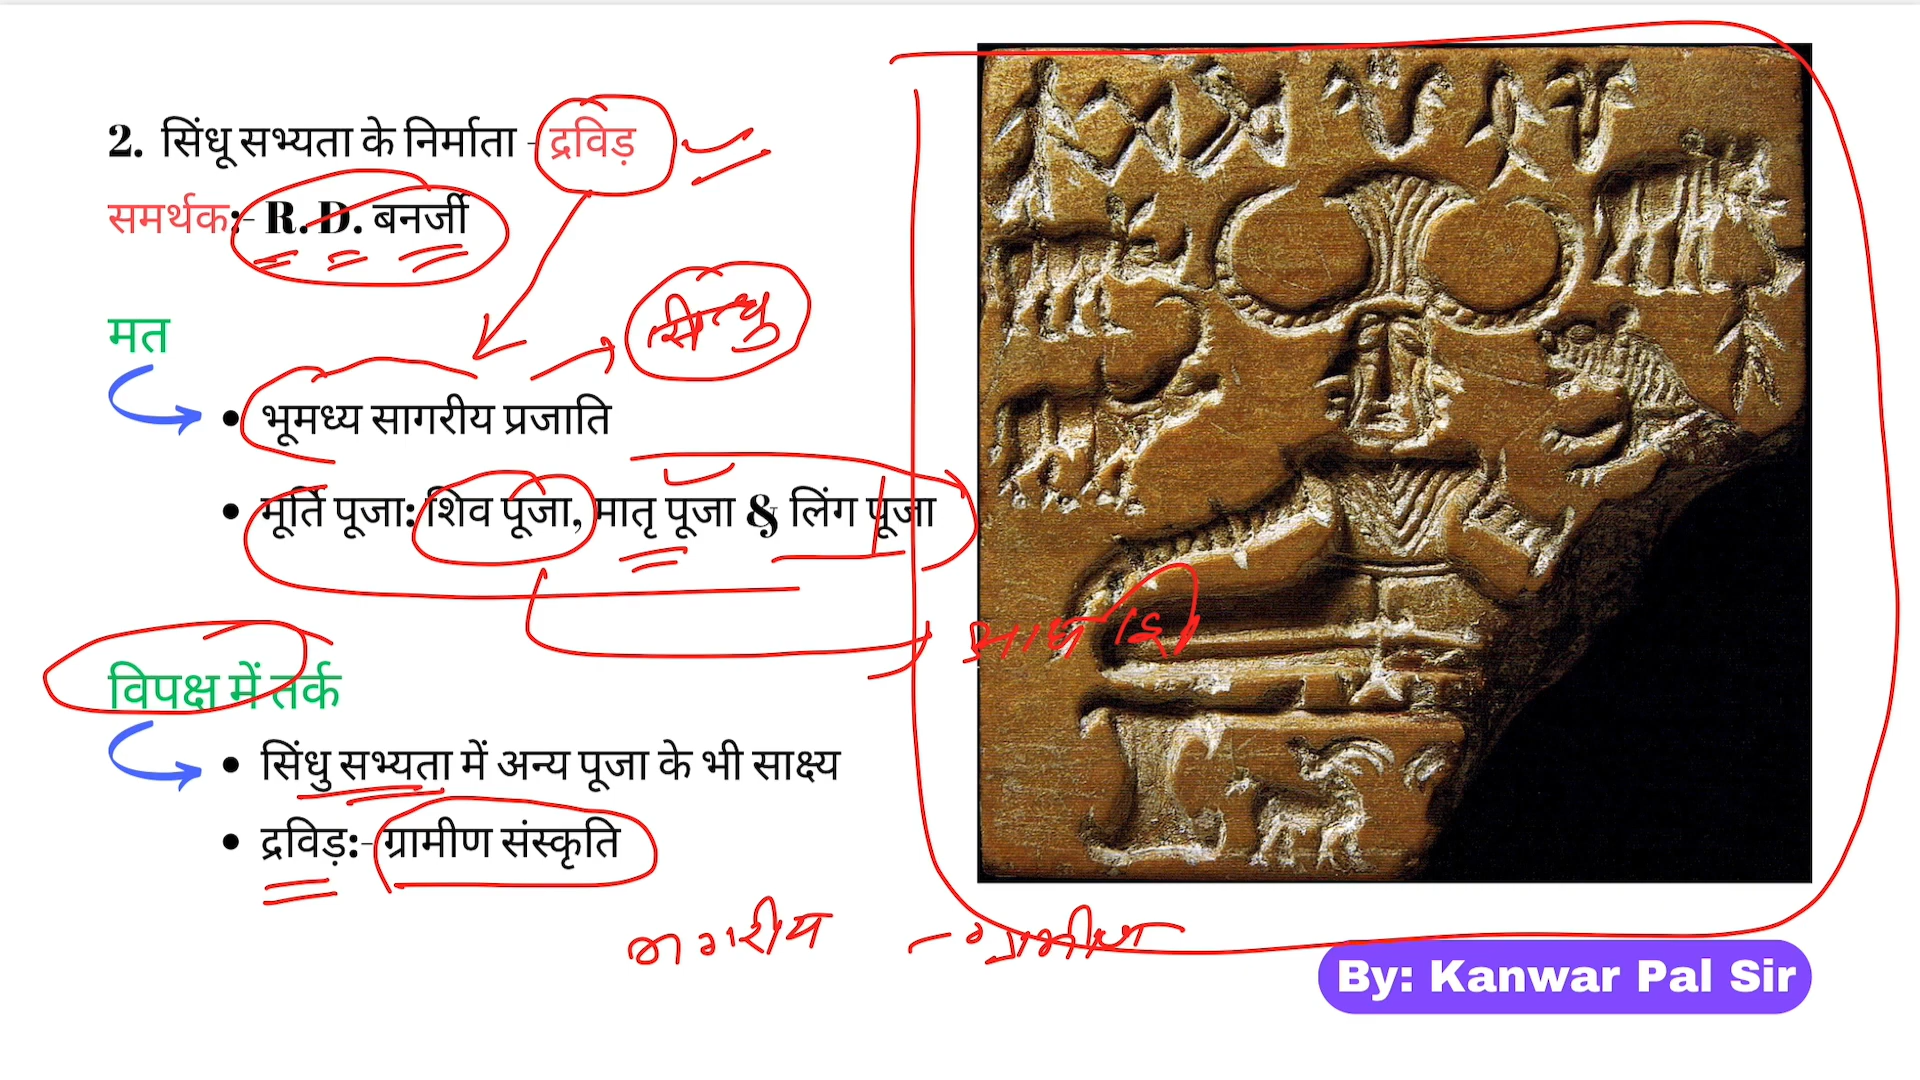 2. सिंधू सभ्यता के निर्माता - द्रविड़
समर्थक:- R.D. बनर्जी
सिन्धु
मत
• भूमध्य सागरीय प्रजाति
• मूर्ति पूजा: शिव पूजा, मातृ पूजा & लिंग पूजा
विपक्ष में तर्क
• सिंधु सभ्यता में अन्य पूजा के भी साक्ष्य
• द्रविड़:- ग्रामीण संस्कृति
नगरीय - ग्रामीण
By: Kanwar Pal Sir